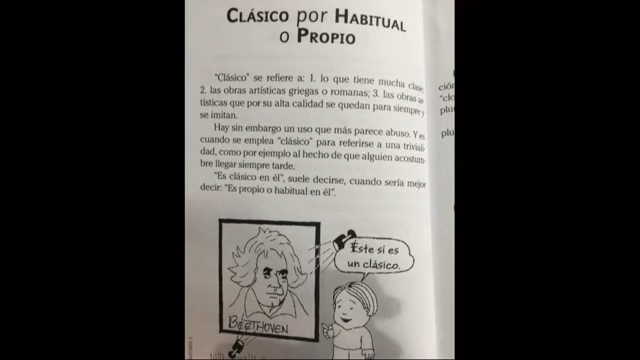 CLÁSICO por HABITUAL
o PROPIO
"Clásico" se refiere a: 1. lo que tiene mucha clase;
2. las obras artísticas griegas o romanas; 3. las obras ar-
tísticas que por su alta calidad se quedan para siempre y
se imitan.
Hay sin embargo un uso que más parece abuso. Y es
cuando se emplea "clásico" para referirse a una triviali-
dad, como por ejemplo al hecho de que alguien acostum-
bre llegar siempre tarde.
"Es clásico en él", suele decirse, cuando sería mejor
decir: "Es propio o habitual en él".
Éste sí es
un clásico.
BEETHOVEN
ción
"clo
plu
plu